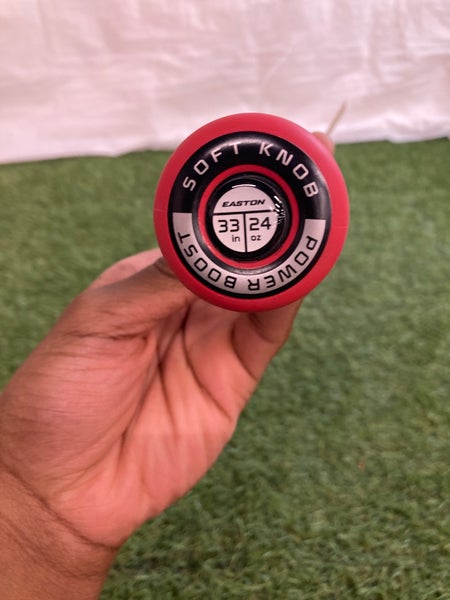 SOFT KNOB
EASTON
33 24
in oz
POWER BOOST